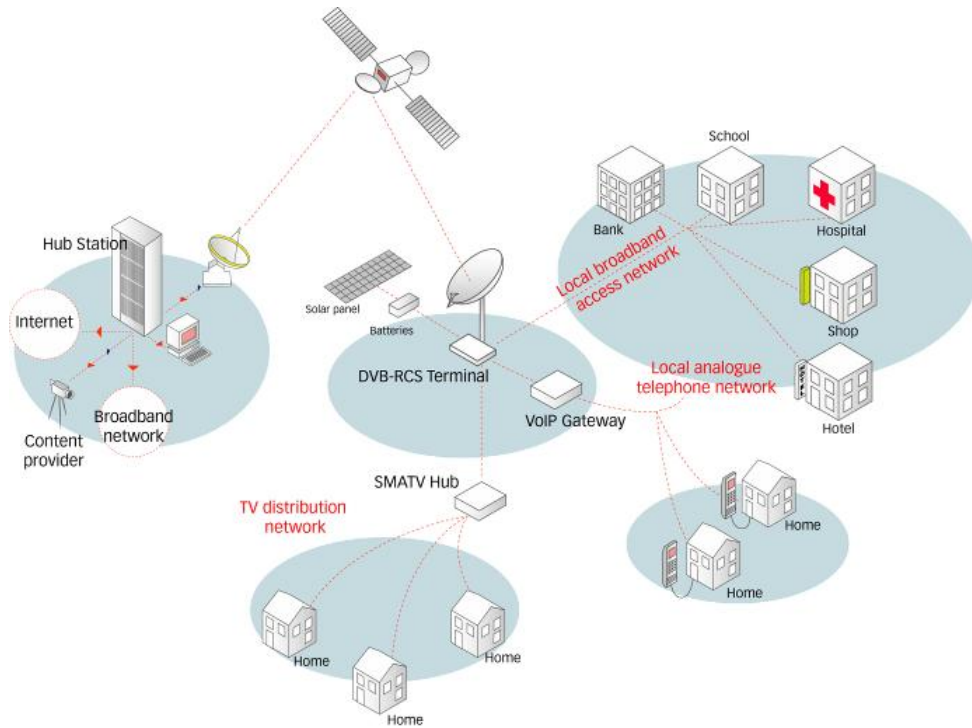 School
Bank
Hospital
Hub Station
Local broadband
access network
Solar panel
Internet
Batteries
Shop
DVB-RCS Terminal
Local analogue
telephone network
VoIP Gateway
Broadband
network
Hotel
Content
provider
SMATV Hub
TV distribution
network
Home
Home
Home
Home
Home